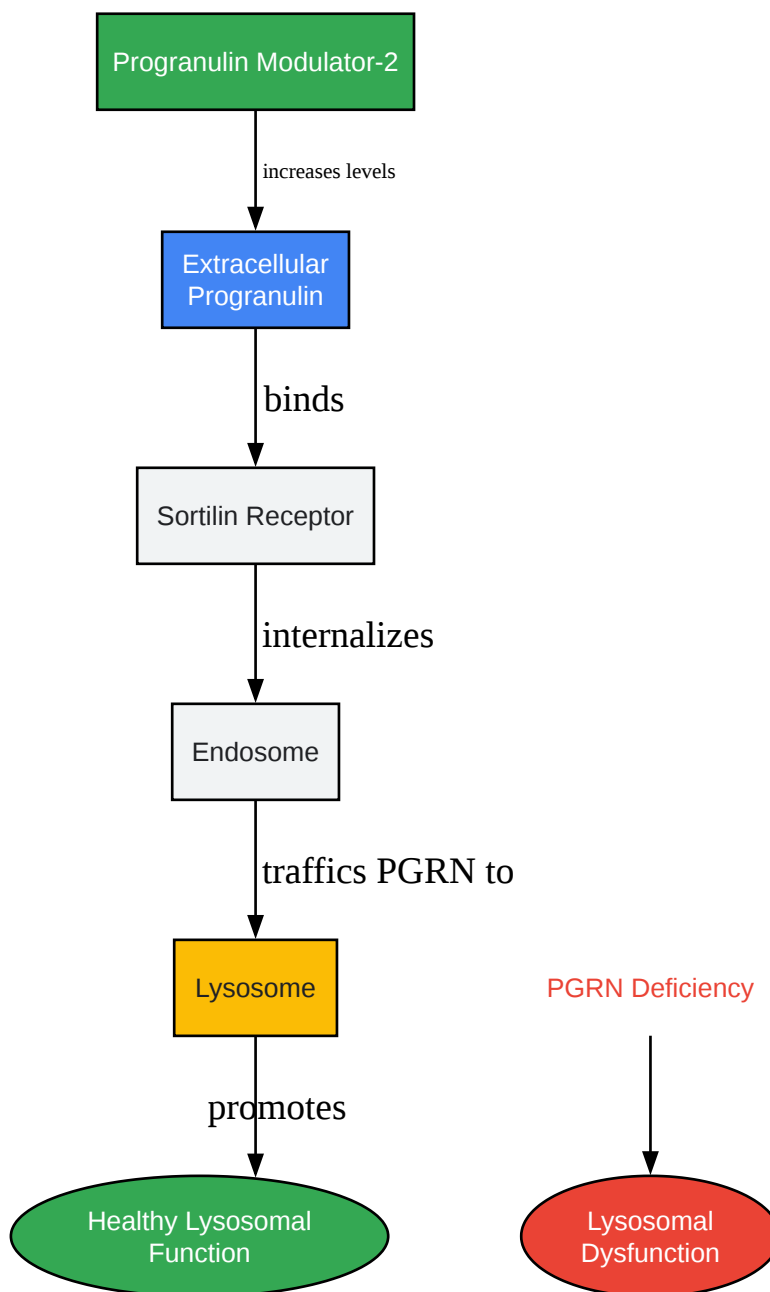 Progranulin Modulator-2
increases levels
Extracellular
Progranulin
binds
Sortilin Receptor
internalizes
Endosome
traffics PGRN to
Lysosome
PGRN Deficiency
promotes
Healthy Lysosomal
Function
Lysosomal
Dysfunction